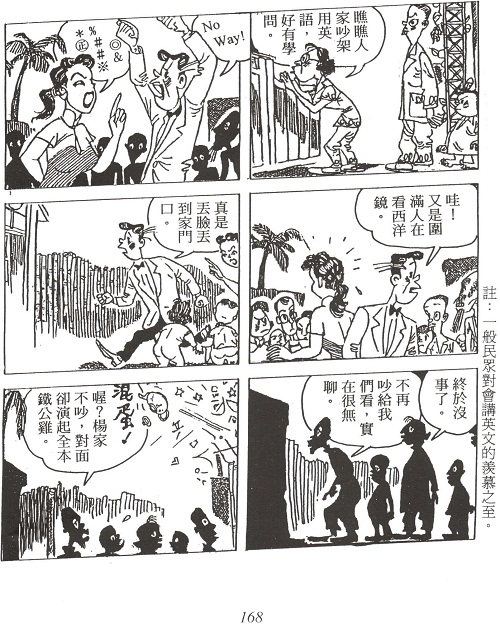 瞧瞧人
家吵架
用英
語，
好有學
問。
No
Way!
* %
㊣ # ◎
# &
※
哇！
又是圍
滿人在
看西洋
鏡。
真是
丟臉丟
到家門
口。
終於沒
事了。
不再
吵給我
們看，實
在很無
聊。
混蛋！
喔？楊家
不吵，對面
卻演起全本
鐵公雞。
註：一般民眾對會講英文的羨慕之至。
168